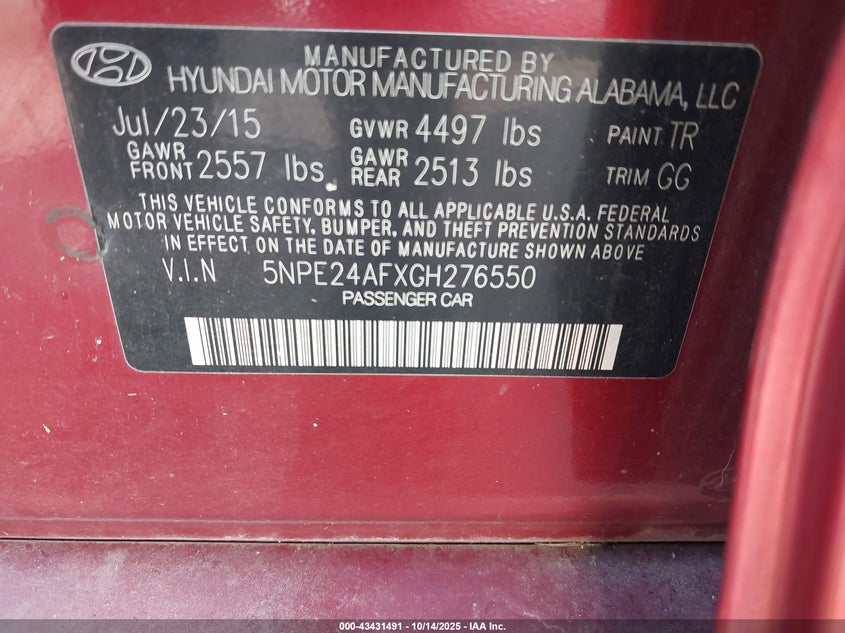 MANUFACTURED BY
HYUNDAI MOTOR MANUFACTURING ALABAMA, LLC
Jul/23/15 GVWR 4497 lbs PAINT TR
GAWR FRONT 2557 lbs GAWR REAR 2513 lbs TRIM GG
THIS VEHICLE CONFORMS TO ALL APPLICABLE U.S.A. FEDERAL
MOTOR VEHICLE SAFETY, BUMPER, AND THEFT PREVENTION STANDARDS
IN EFFECT ON THE DATE OF MANUFACTURE SHOWN ABOVE
V.I.N 5NPE24AFXGH276550
PASSENGER CAR
000-43431491 - 10/14/2025 - IAA Inc.